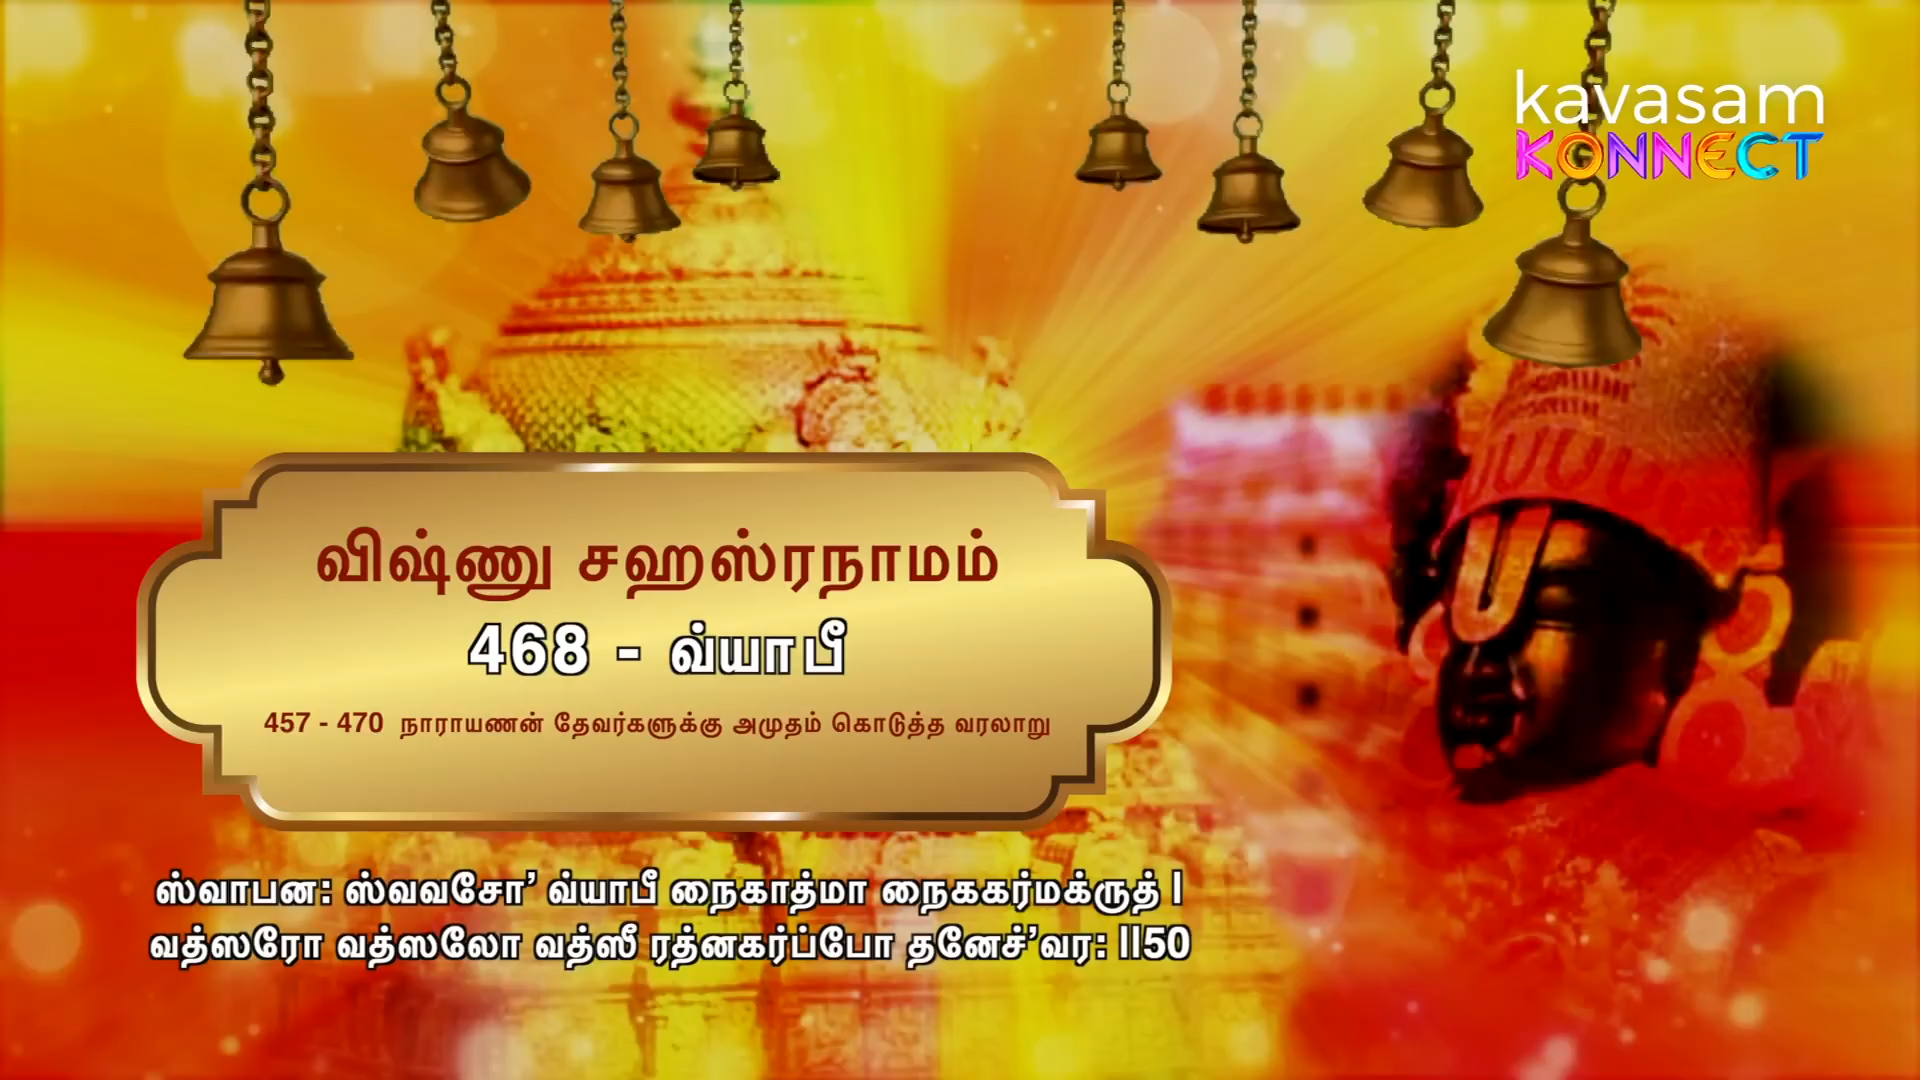 kavasam
KONNECT
விஷ்ணு சஹஸ்ரநாமம்
468 - வ்யாபீ
457 - 470 நாராயணன் தேவர்களுக்கு அமுதம் கொடுத்த வரலாறு
ஸ்வாபன: ஸ்வவசோ’ வ்யாபீ நைகாத்மா நைககர்மக்ருத் |
வத்ஸரோ வத்ஸலோ வத்ஸீ ரத்னகர்ப்போ தனேச்’வர: ||50